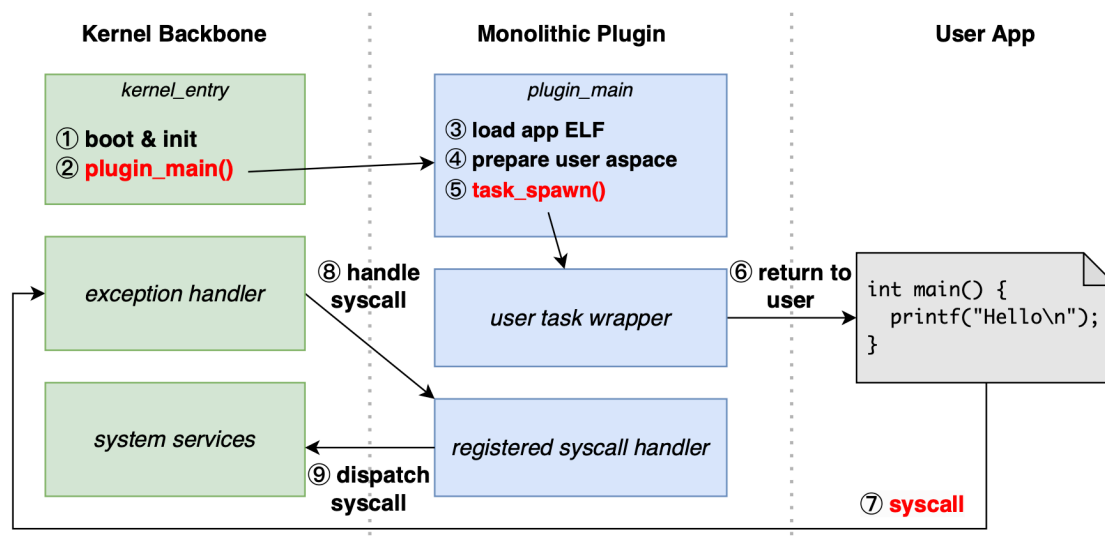 Kernel Backbone
Monolithic Plugin
User App
kernel_entry
① boot & init
② plugin_main()
plugin_main
③ load app ELF
④ prepare user aspace
⑤ task_spawn()
exception handler
⑧ handle
syscall
user task wrapper
⑥ return to
user
int main() {
printf("Hello\n");
}
system services
⑨ dispatch
syscall
registered syscall handler
⑦ syscall